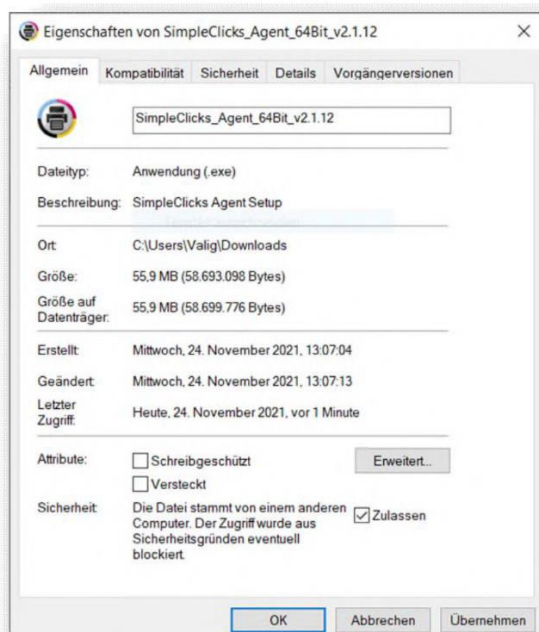 Eigenschaften von SimpleClicks_Agent_64Bit_v2.1.12
Allgemein Kompatibilität Sicherheit Details Vorgängerversionen
SimpleClicks_Agent_64Bit_v2.1.12
Dateityp: Anwendung (.exe)
Beschreibung: SimpleClicks Agent Setup
Ort: C:\Users\Valig\Downloads
Größe: 55,9 MB (58.693.098 Bytes)
Größe auf
Datenträger: 55,9 MB (58.699.776 Bytes)
Erstellt: Mittwoch, 24. November 2021, 13:07:04
Geändert: Mittwoch, 24. November 2021, 13:07:13
Letzter
Zugriff: Heute, 24. November 2021, vor 1 Minute
Attribute: Schreibgeschützt Erweitert...
Versteckt
Sicherheit: Die Datei stammt von einem anderen
Computer. Der Zugriff wurde aus
Sicherheitsgründen eventuell
blockiert.
Zulassen
OK Abbrechen Übernehmen